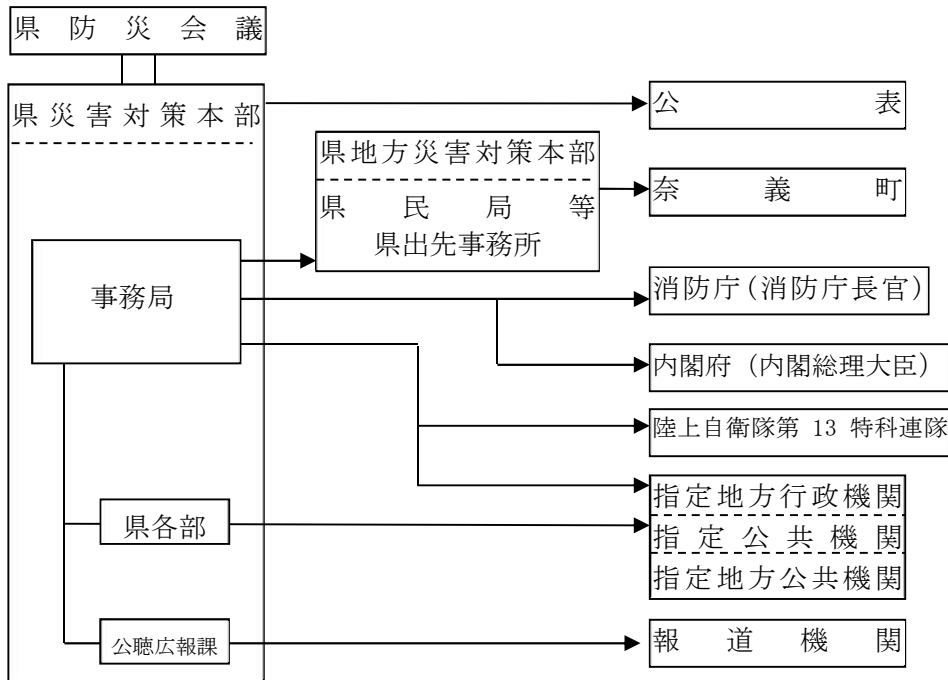 県防災会議
県災害対策本部
公表
県地方災害対策本部
県民局等
県出先事務所
奈義町
事務局
消防庁(消防庁長官)
内閣府（内閣総理大臣）
陸上自衛隊第 13 特科連隊
指定地方行政機関
指定公共機関
指定地方公共機関
県各部
公聴広報課
報道機関